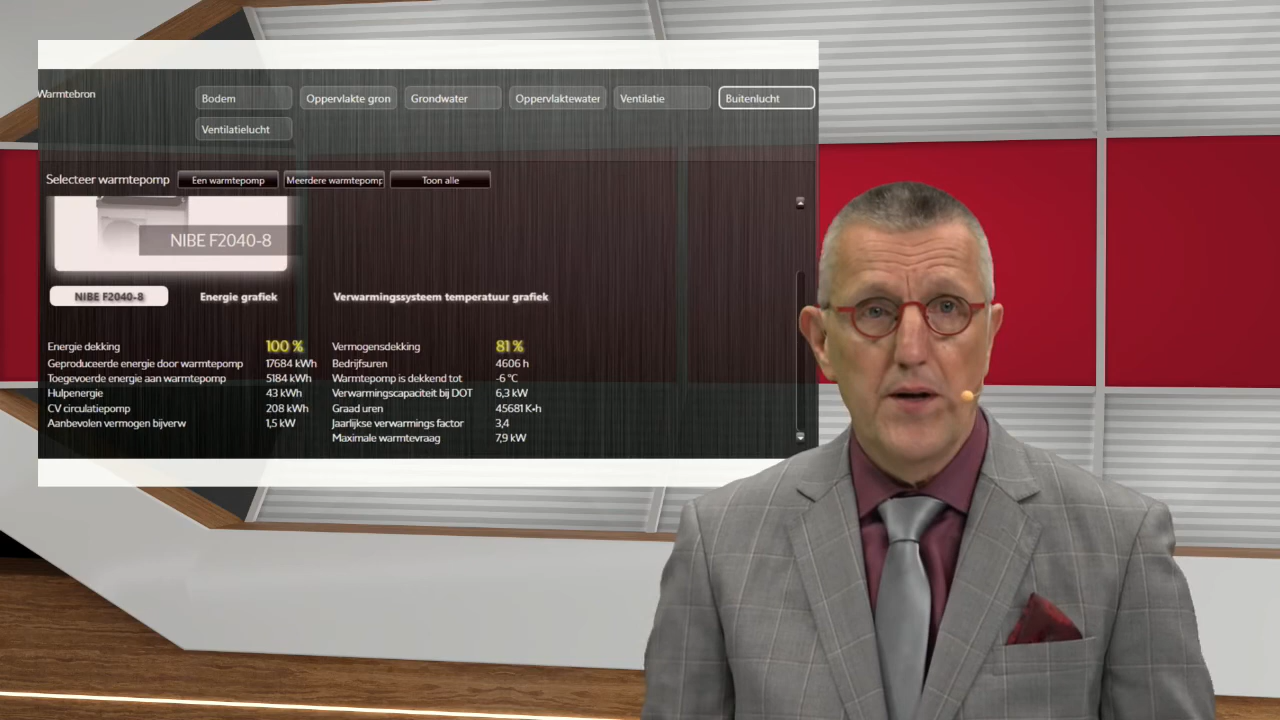 Warmtebron
Bodem
Oppervlakte gron
Grondwater
Oppervlaktewater
Ventilatie
Buitenlucht
Ventilatielucht
Selecteer warmtepomp
Een warmtepomp
Meerdere warmtepomp
Toon alle
NIBE F2040-8
NIBE F2040-8
Energie grafiek
Verwarmingssysteem temperatuur grafiek
Energie dekking 100 %
Geproduceerde energie door warmtepomp 17684 kWh
Toegevoerde energie aan warmtepomp 5184 kWh
Hulpenergie 43 kWh
CV circulatiepomp 208 kWh
Aanbevolen vermogen bijverw 1,5 kW
Vermogensdekking 81 %
Bedrijfsuren 4606 h
Warmtepomp is dekkend tot -6 °C
Verwarmingscapaciteit bij DOT 6,3 kW
Graad uren 45681 K•h
Jaarlijkse verwarmings factor 3,4
Maximale warmtevraag 7,9 kW